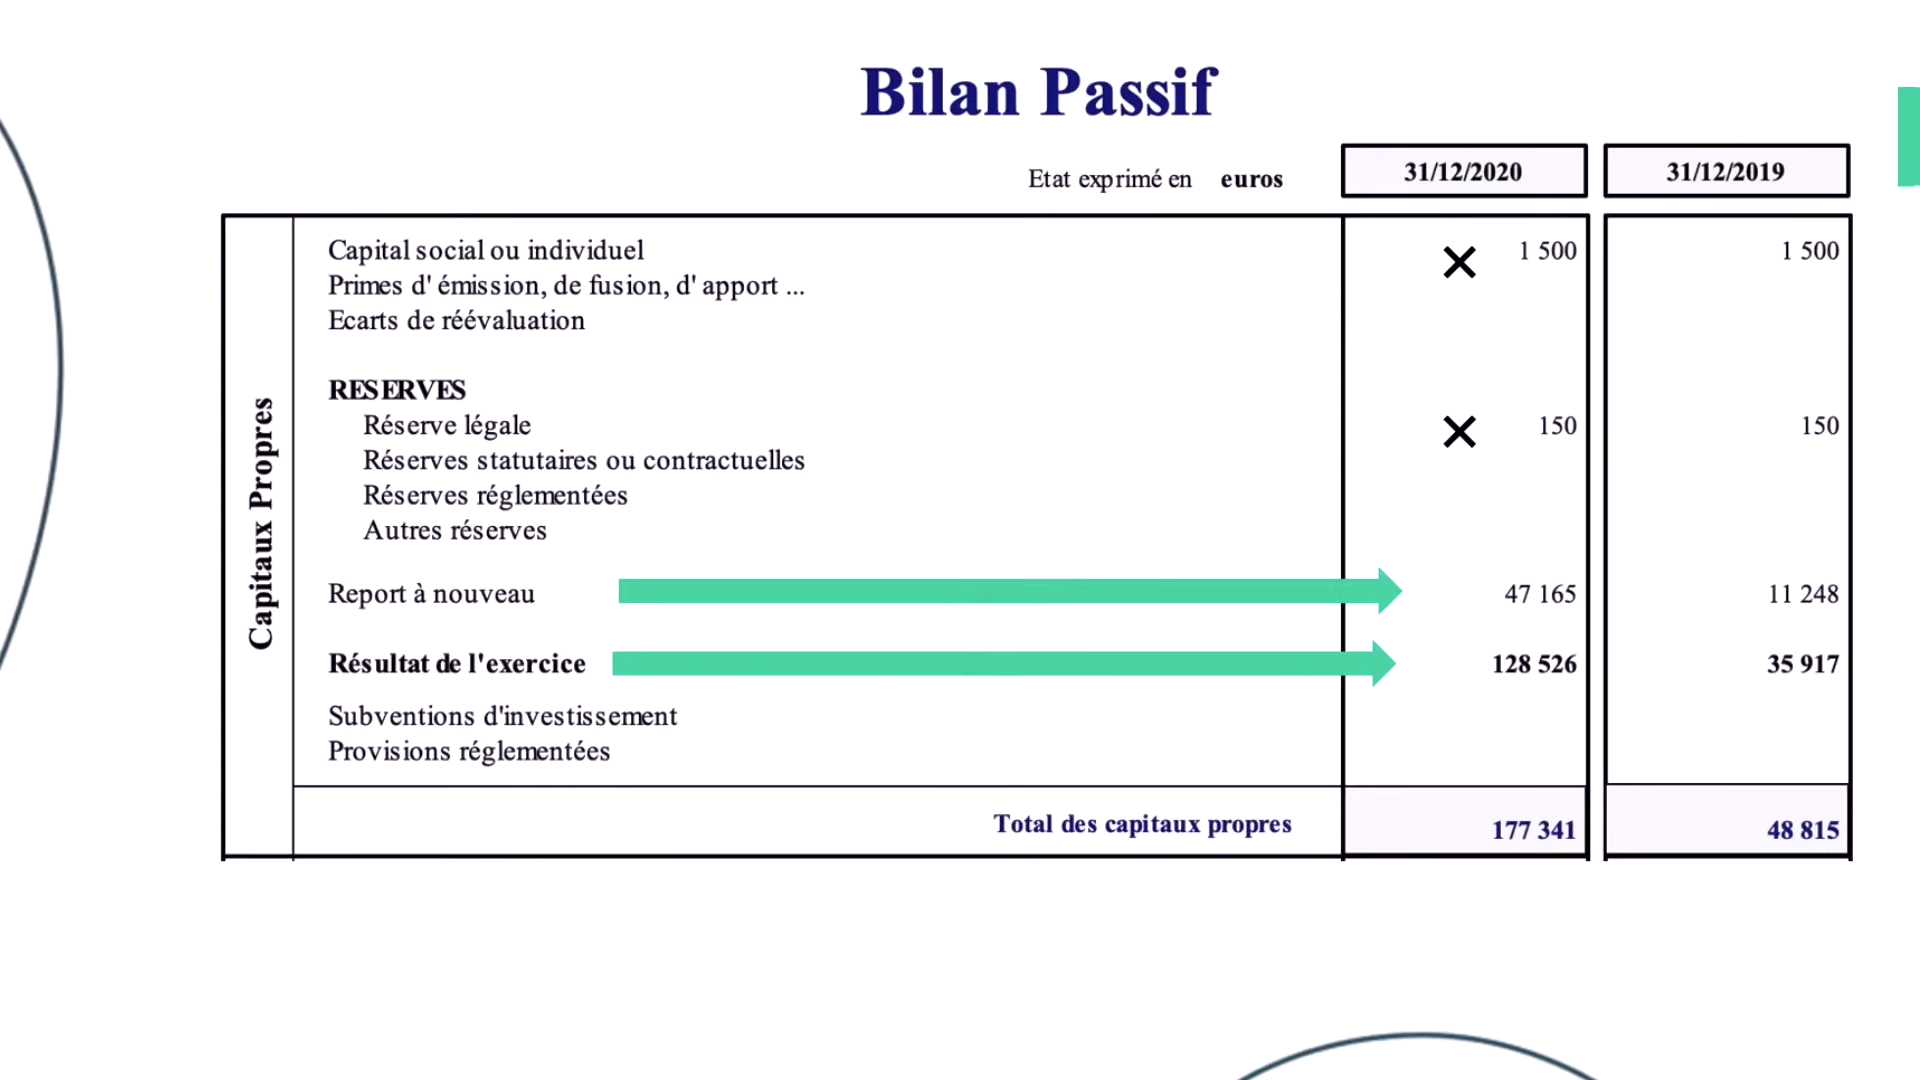 Bilan Passif
Etat exprimé en euros 31/12/2020 31/12/2019
Capitaux Propres
Capital social ou individuel 1 500 1 500
Primes d' émission, de fusion, d' apport ...
Ecarts de réévaluation
RESERVES
Réserve légale 150 150
Réserves statutaires ou contractuelles
Réserves réglementées
Autres réserves
Report à nouveau 47 165 11 248
Résultat de l'exercice 128 526 35 917
Subventions d'investissement
Provisions réglementées
Total des capitaux propres 177 341 48 815